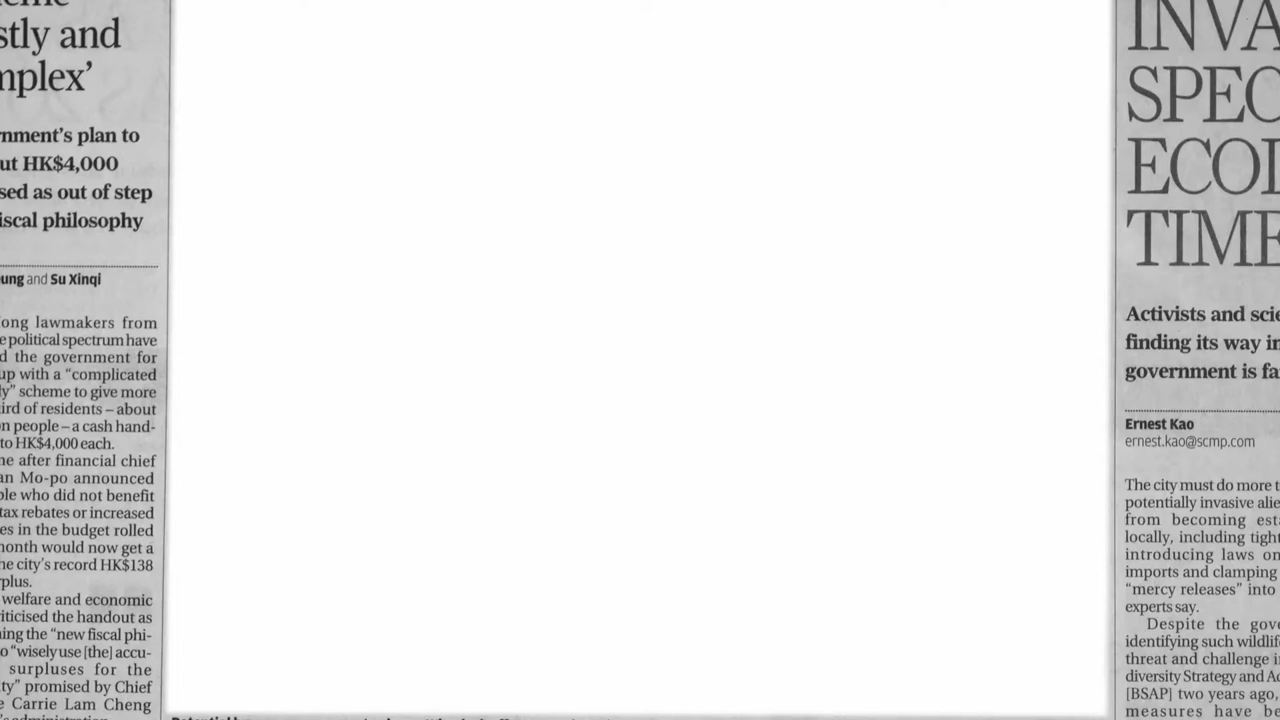 stly and
mplex’
rnment’s plan to
ut HK$4,000
sed as out of step
iscal philosophy
ung and Su Xinqi
ong lawmakers from
e political spectrum have
d the government for
up with a “complicated
ly” scheme to give more
ird of residents – about
n people – a cash hand-
to HK$4,000 each.
me after financial chief
an Mo-po announced
ple who did not benefit
tax rebates or increased
es in the budget rolled
month would now get a
he city’s record HK$138
rplus.
welfare and economic
riticised the handout as
ning the “new fiscal phi-
o “wisely use [the] accu-
surpluses for the
ty” promised by Chief
e Carrie Lam Cheng
’s administration.
INVA
SPEC
ECOL
TIME
Activists and scie
finding its way in
government is fa
Ernest Kao
ernest.kao@scmp.com
The city must do more t
potentially invasive alie
from becoming esta
locally, including tight
introducing laws on
imports and clamping
“mercy releases” into
experts say.
Despite the gove
identifying such wildlife
threat and challenge i
diversity Strategy and Ac
[BSAP] two years ago,
measures have be